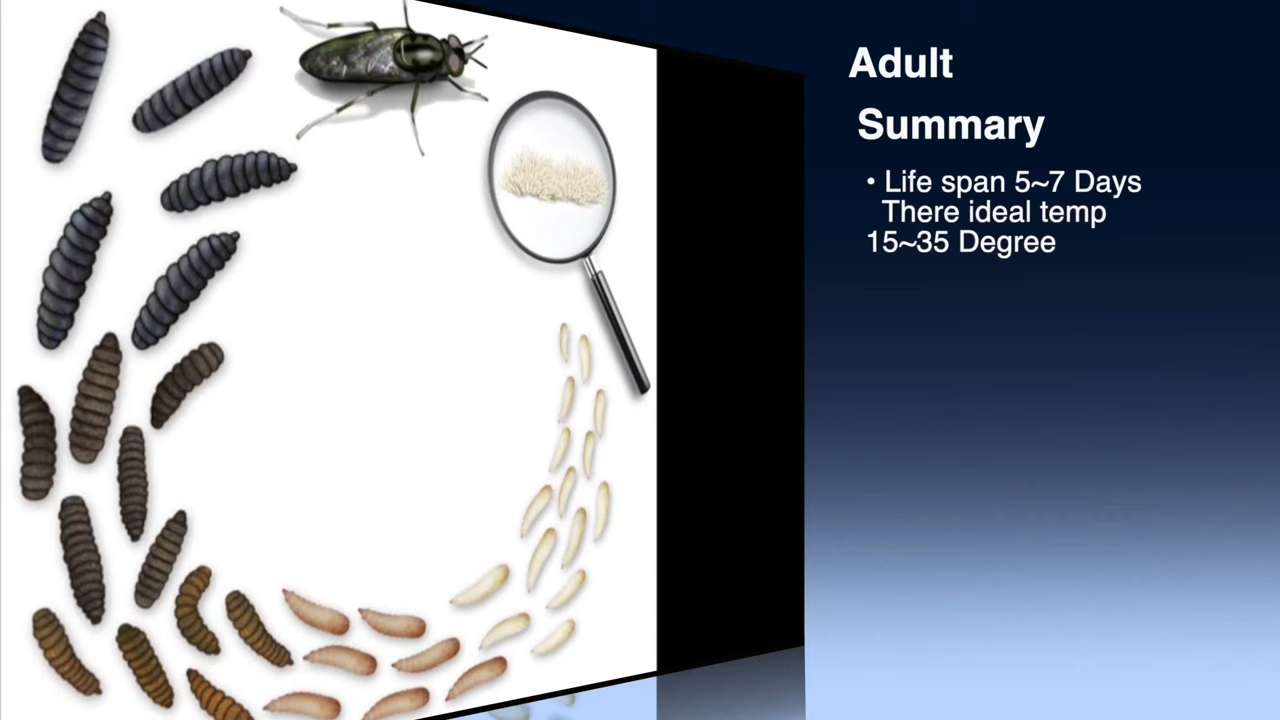 Adult
Summary
• Life span 5~7 Days
There ideal temp
15~35 Degree